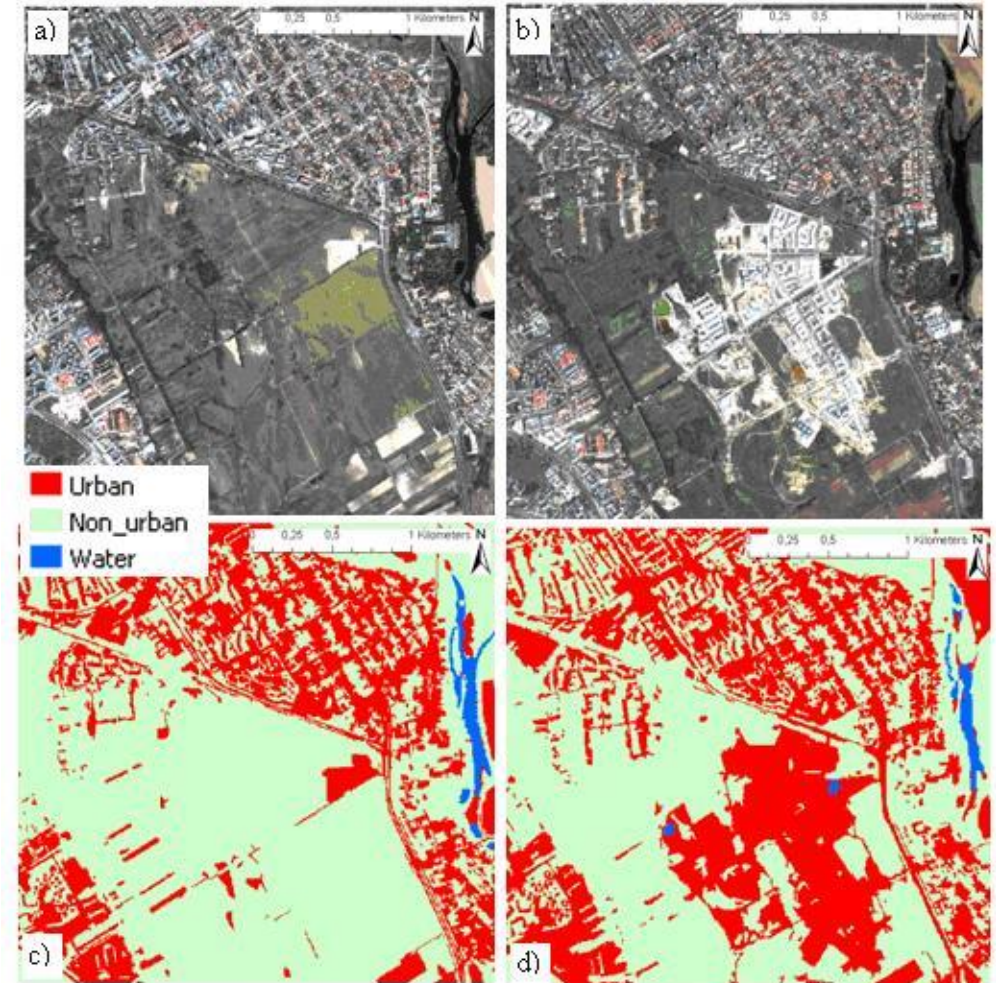 a)
0 0,25 0,5 1 Kilometers N
b)
0 0,25 0,5 1 Kilometers N
Urban
Non_urban
Water
0 0,25 0,5 1 Kilometers N
0 0,25 0,5 1 Kilometers N
c)
d)